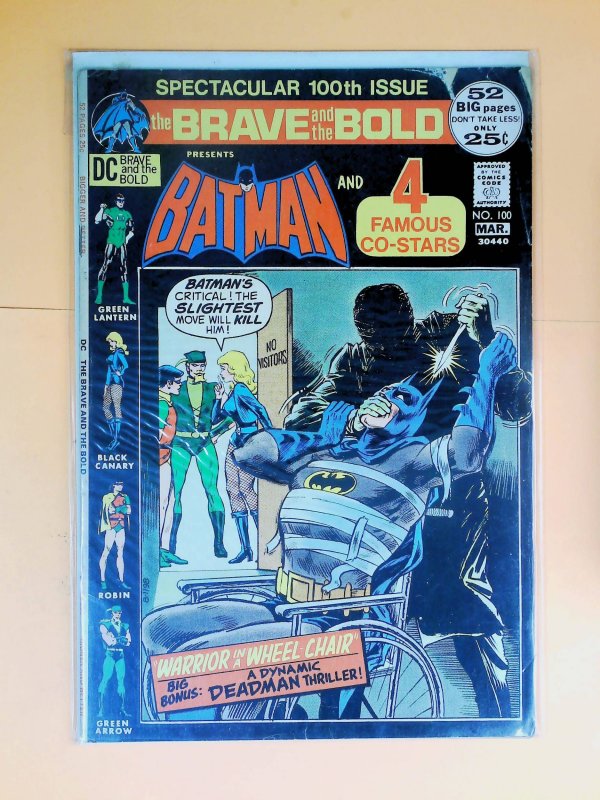 SPECTACULAR 100th ISSUE
the BRAVE and the BOLD
52
BIG pages
DON'T TAKE LESS!
ONLY
25¢
DC BRAVE and the BOLD
PRESENTS
BATMAN
AND
4
FAMOUS
CO-STARS
APPROVED
BY THE
COMICS
CODE
AUTHORITY
NO. 100
MAR.
30440
52 PAGES 25¢
DC THE BRAVE AND THE BOLD
GREEN
LANTERN
BLACK
CANARY
ROBIN
GREEN
ARROW
BATMAN'S
CRITICAL! THE
SLIGHTEST
MOVE WILL KILL
HIM!
NO
VISITORS
"WARRIOR IN A WHEEL-CHAIR"
BIG
BONUS:
A DYNAMIC
DEADMAN THRILLER!